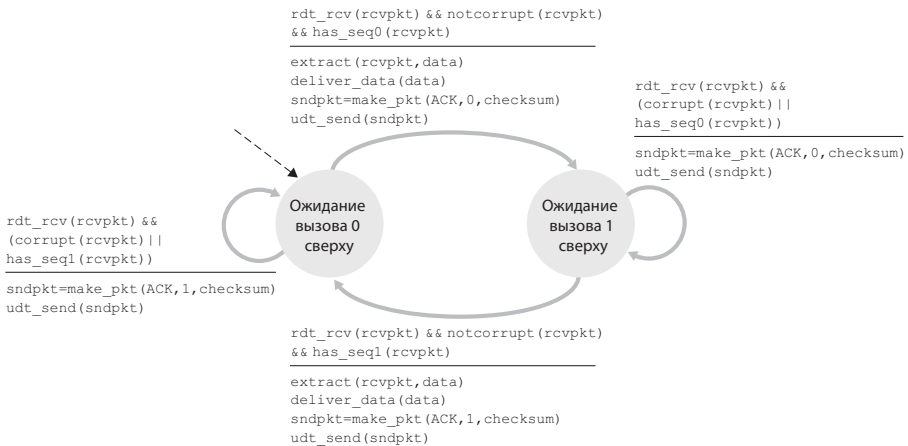 rdt_rcv(rcvpkt) && notcorrupt(rcvpkt)
&& has_seq0(rcvpkt)
extract(rcvpkt,data)
deliver_data(data)
sndpkt=make_pkt(ACK,0,checksum)
udt_send(sndpkt)
rdt_rcv(rcvpkt) &&
(corrupt(rcvpkt)||
has_seq0(rcvpkt))
sndpkt=make_pkt(ACK,0,checksum)
udt_send(sndpkt)
Ожидание
вызова 0
сверху
Ожидание
вызова 1
сверху
rdt_rcv(rcvpkt) &&
(corrupt(rcvpkt)||
has_seq1(rcvpkt))
sndpkt=make_pkt(ACK,1,checksum)
udt_send(sndpkt)
rdt_rcv(rcvpkt) && notcorrupt(rcvpkt)
&& has_seq1(rcvpkt)
extract(rcvpkt,data)
deliver_data(data)
sndpkt=make_pkt(ACK,1,checksum)
udt_send(sndpkt)